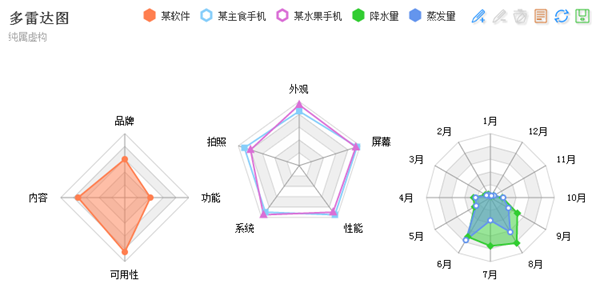 多雷达图
纯属虚构
某软件 某主食手机 某水果手机 降水量 蒸发量
品牌
内容
功能
可用性
外观
拍照
屏幕
系统
性能
1月
2月
12月
3月
11月
4月
10月
5月
9月
6月
8月
7月